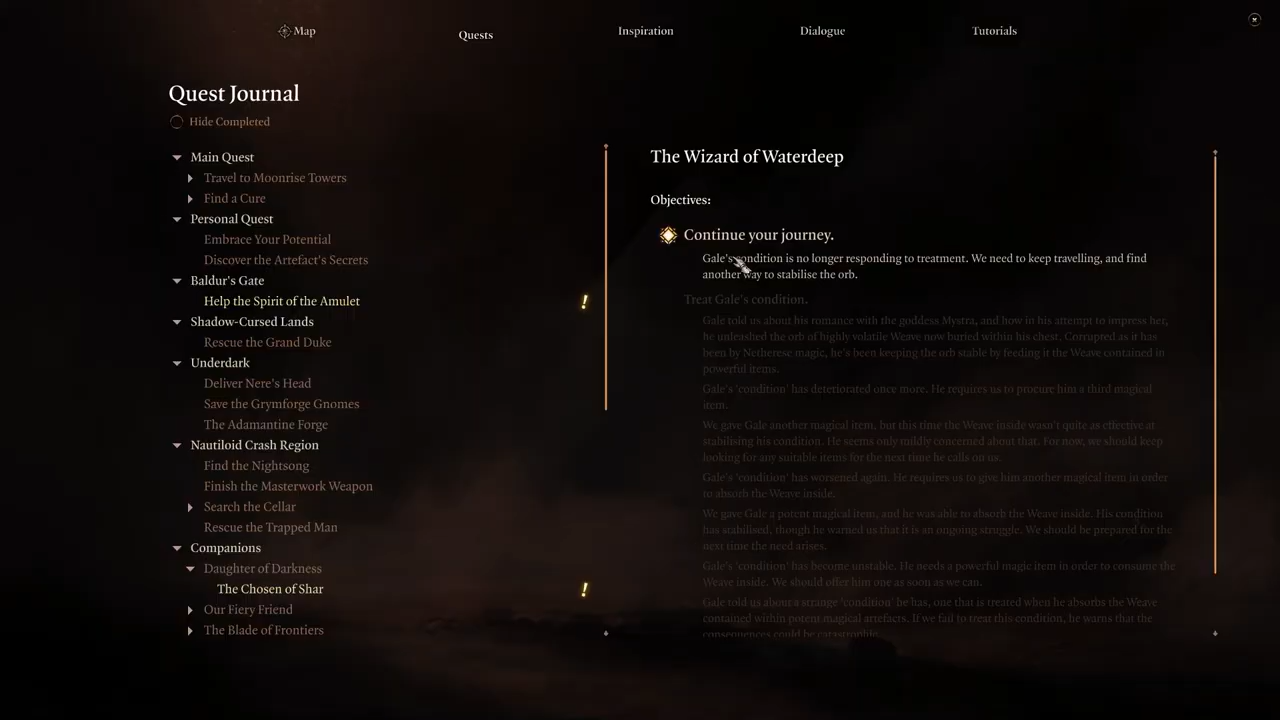 Map
Quests
Inspiration
Dialogue
Tutorials
Quest Journal
Hide Completed
Main Quest
Travel to Moonrise Towers
Find a Cure
Personal Quest
Embrace Your Potential
Discover the Artefact's Secrets
Baldur's Gate
Help the Spirit of the Amulet
!
Shadow-Cursed Lands
Rescue the Grand Duke
Underdark
Deliver Nere's Head
Save the Grymforge Gnomes
The Adamantine Forge
Nautiloid Crash Region
Find the Nightsong
Finish the Masterwork Weapon
Search the Cellar
Rescue the Trapped Man
Companions
Daughter of Darkness
The Chosen of Shar
!
Our Fiery Friend
The Blade of Frontiers
The Wizard of Waterdeep
Objectives:
Continue your journey.
Gale's condition is no longer responding to treatment. We need to keep travelling, and find
another way to stabilise the orb.
Treat Gale's condition.
Gale told us about his romance with the goddess Mystra, and how in his attempt to impress her,
he unleashed the orb of highly volatile Weave now buried within his chest. Corrupted as it has
been by Netherese magic, he's been keeping the orb stable by feeding it the Weave contained in
powerful items.
Gale's 'condition' has deteriorated once more. He requires us to procure him a third magical
item.
We gave Gale another magical item, but this time the Weave inside wasn't quite as effective at
stabilising his condition. He seems only mildly concerned about that. For now, we should keep
looking for any suitable items for the next time he calls on us.
Gale's 'condition' has worsened again. He requires us to give him another magical item in order
to absorb the Weave inside.
We gave Gale a potent magical item, and he was able to absorb the Weave inside. His condition
has stabilised, though he warned us that it is an ongoing struggle. We should be prepared for the
next time the need arises.
Gale's 'condition' has become unstable. He needs a powerful magic item in order to consume the
Weave inside. We should offer him one as soon as we can.
Gale told us about a strange 'condition' he has, one that is treated when he absorbs the Weave
contained within potent magical artefacts. If we fail to treat this condition, he warns that the
consequences could be catastrophic.